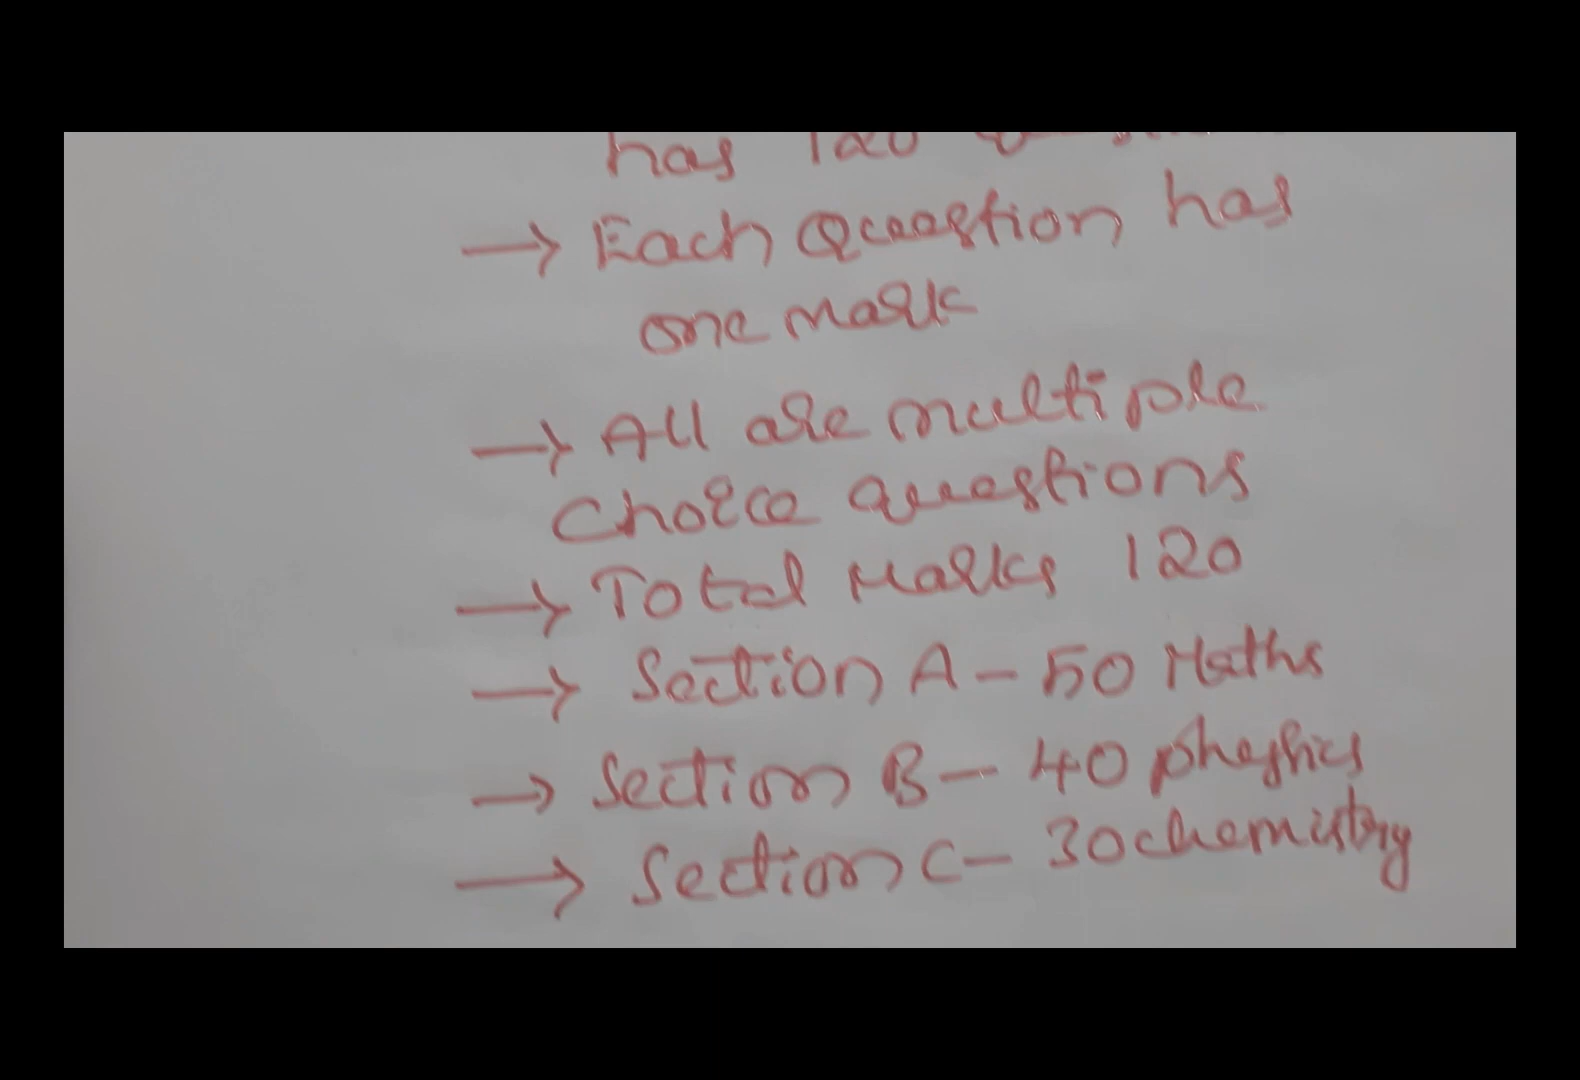 has 120
→ Each Question has
one mark
→ All are multiple
choice questions
→ Total Marks 120
→ Section A - 50 Maths
→ Section B - 40 physics
→ Section C - 30 chemistry